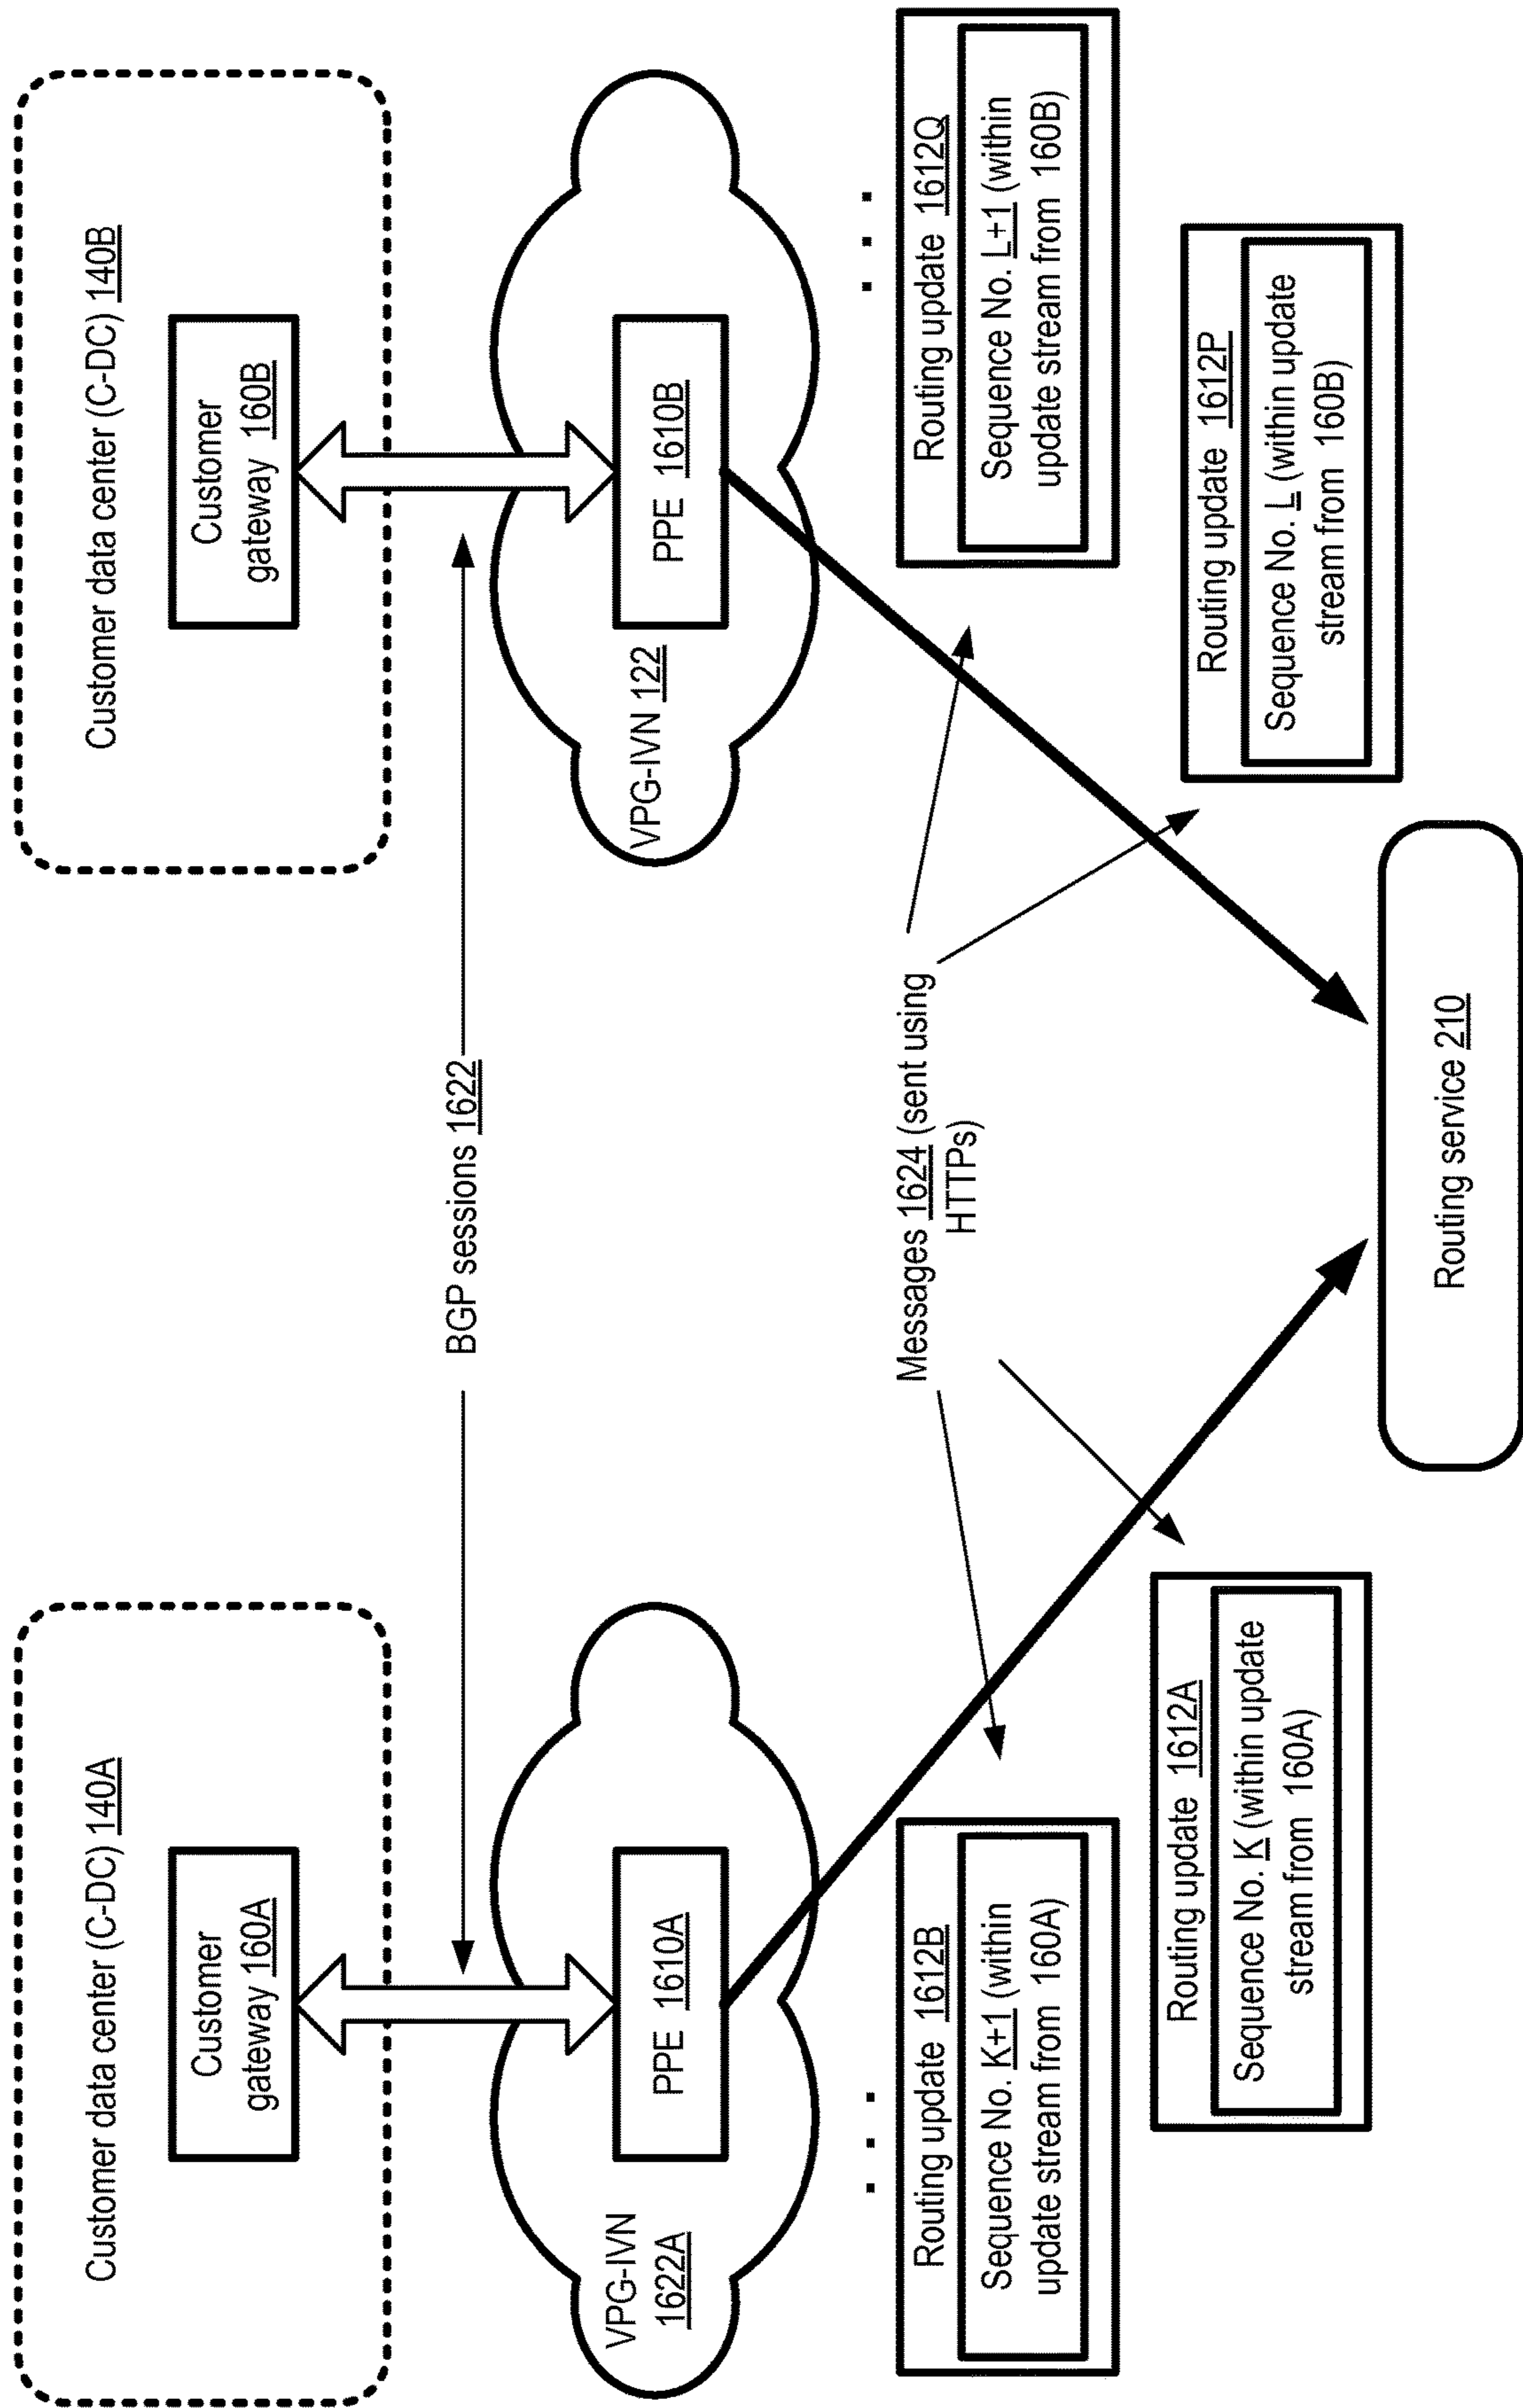 Customer data center (C-DC) 140A
Customer
gateway 160A
Customer data center (C-DC) 140B
Customer
gateway 160B
BGP sessions 1622
VPG-IVN
1622A
PPE 1610A
VPG-IVN 122
PPE 1610B
. . .
Routing update 1612B
Sequence No. K+1 (within
update stream from 160A)
Messages 1624 (sent using
HTTPs)
. . .
Routing update 1612Q
Sequence No. L+1 (within
update stream from 160B)
Routing update 1612A
Sequence No. K (within update
stream from 160A)
Routing update 1612P
Sequence No. L (within update
stream from 160B)
Routing service 210